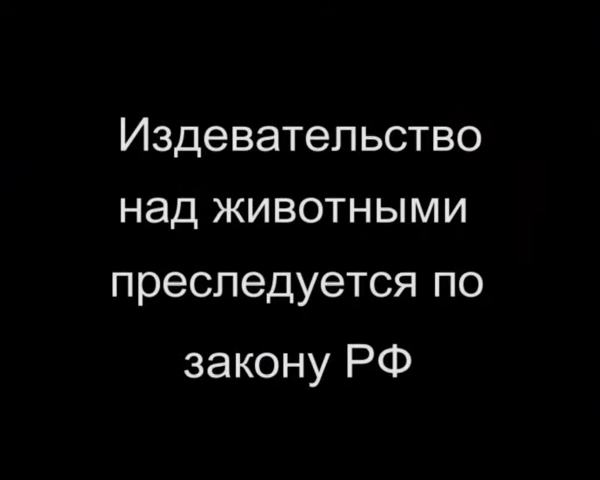 Издевательство
над животными
преследуется по
закону РФ